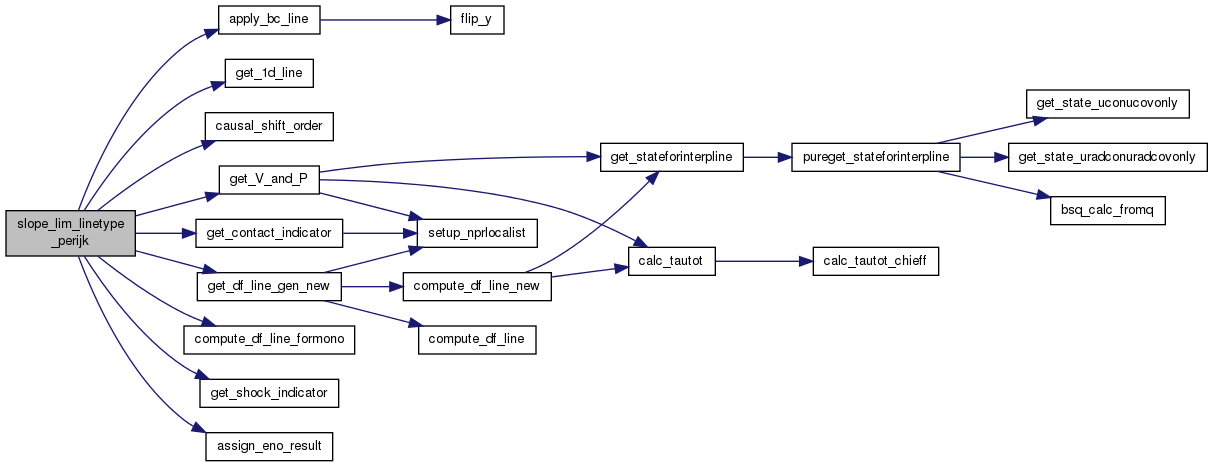 apply_bc_line
flip_y
get_1d_line
causal_shift_order
get_V_and_P
slope_lim_linetype
_perijk
get_contact_indicator
get_df_line_gen_new
compute_df_line_formono
get_shock_indicator
assign_eno_result
setup_nprlocalist
compute_df_line_new
compute_df_line
get_stateforinterpline
calc_tautot
pureget_stateforinterpline
calc_tautot_chieff
get_state_uconucovonly
get_state_uradconuradcovonly
bsq_calc_fromq